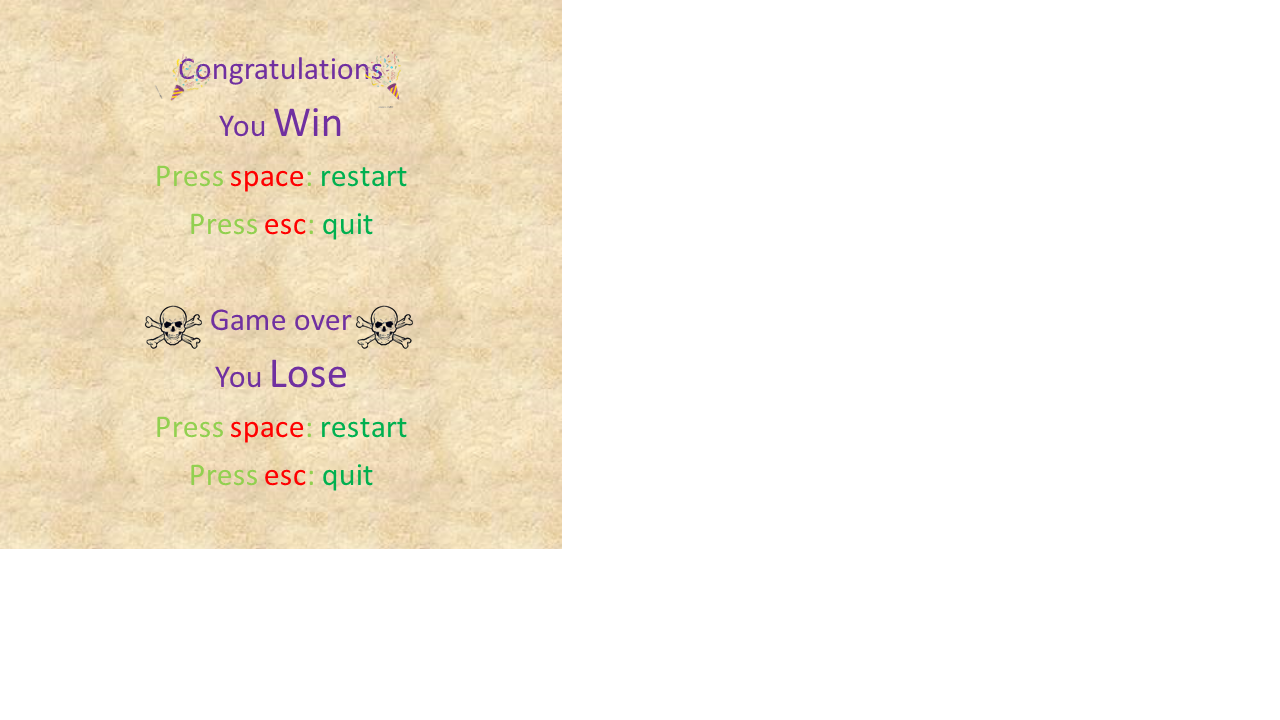 Congratulations
You Win
Press space: restart
Press esc: quit
Game over
You Lose
Press space: restart
Press esc: quit